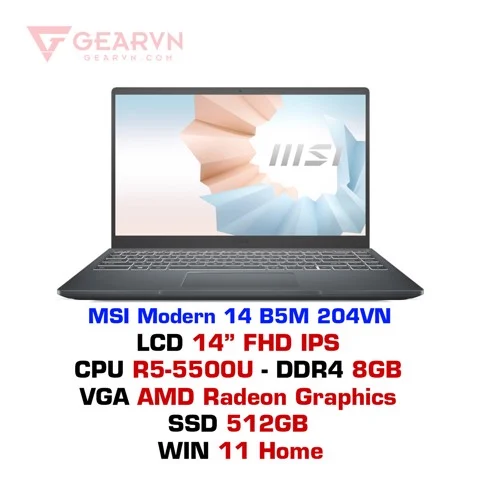 GEARVN
GEARVN.COM
msi
MSI Modern 14 B5M 204VN
LCD 14” FHD IPS
CPU R5-5500U - DDR4 8GB
VGA AMD Radeon Graphics
SSD 512GB
WIN 11 Home